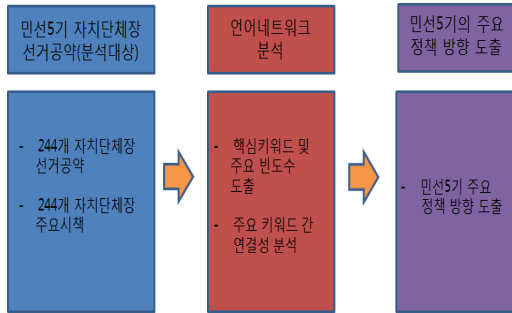 민선5기 자치단체장
선거공약(분석대상)
언어네트워크
분석
민선5기의 주요
정책 방향 도출
- 244개 자치단체장
선거공약
- 244개 자치단체장
주요시책
- 핵심키워드 및
주요 빈도수
도출
- 주요 키워드 간
연결성 분석
- 민선5기 주요
정책 방향 도출